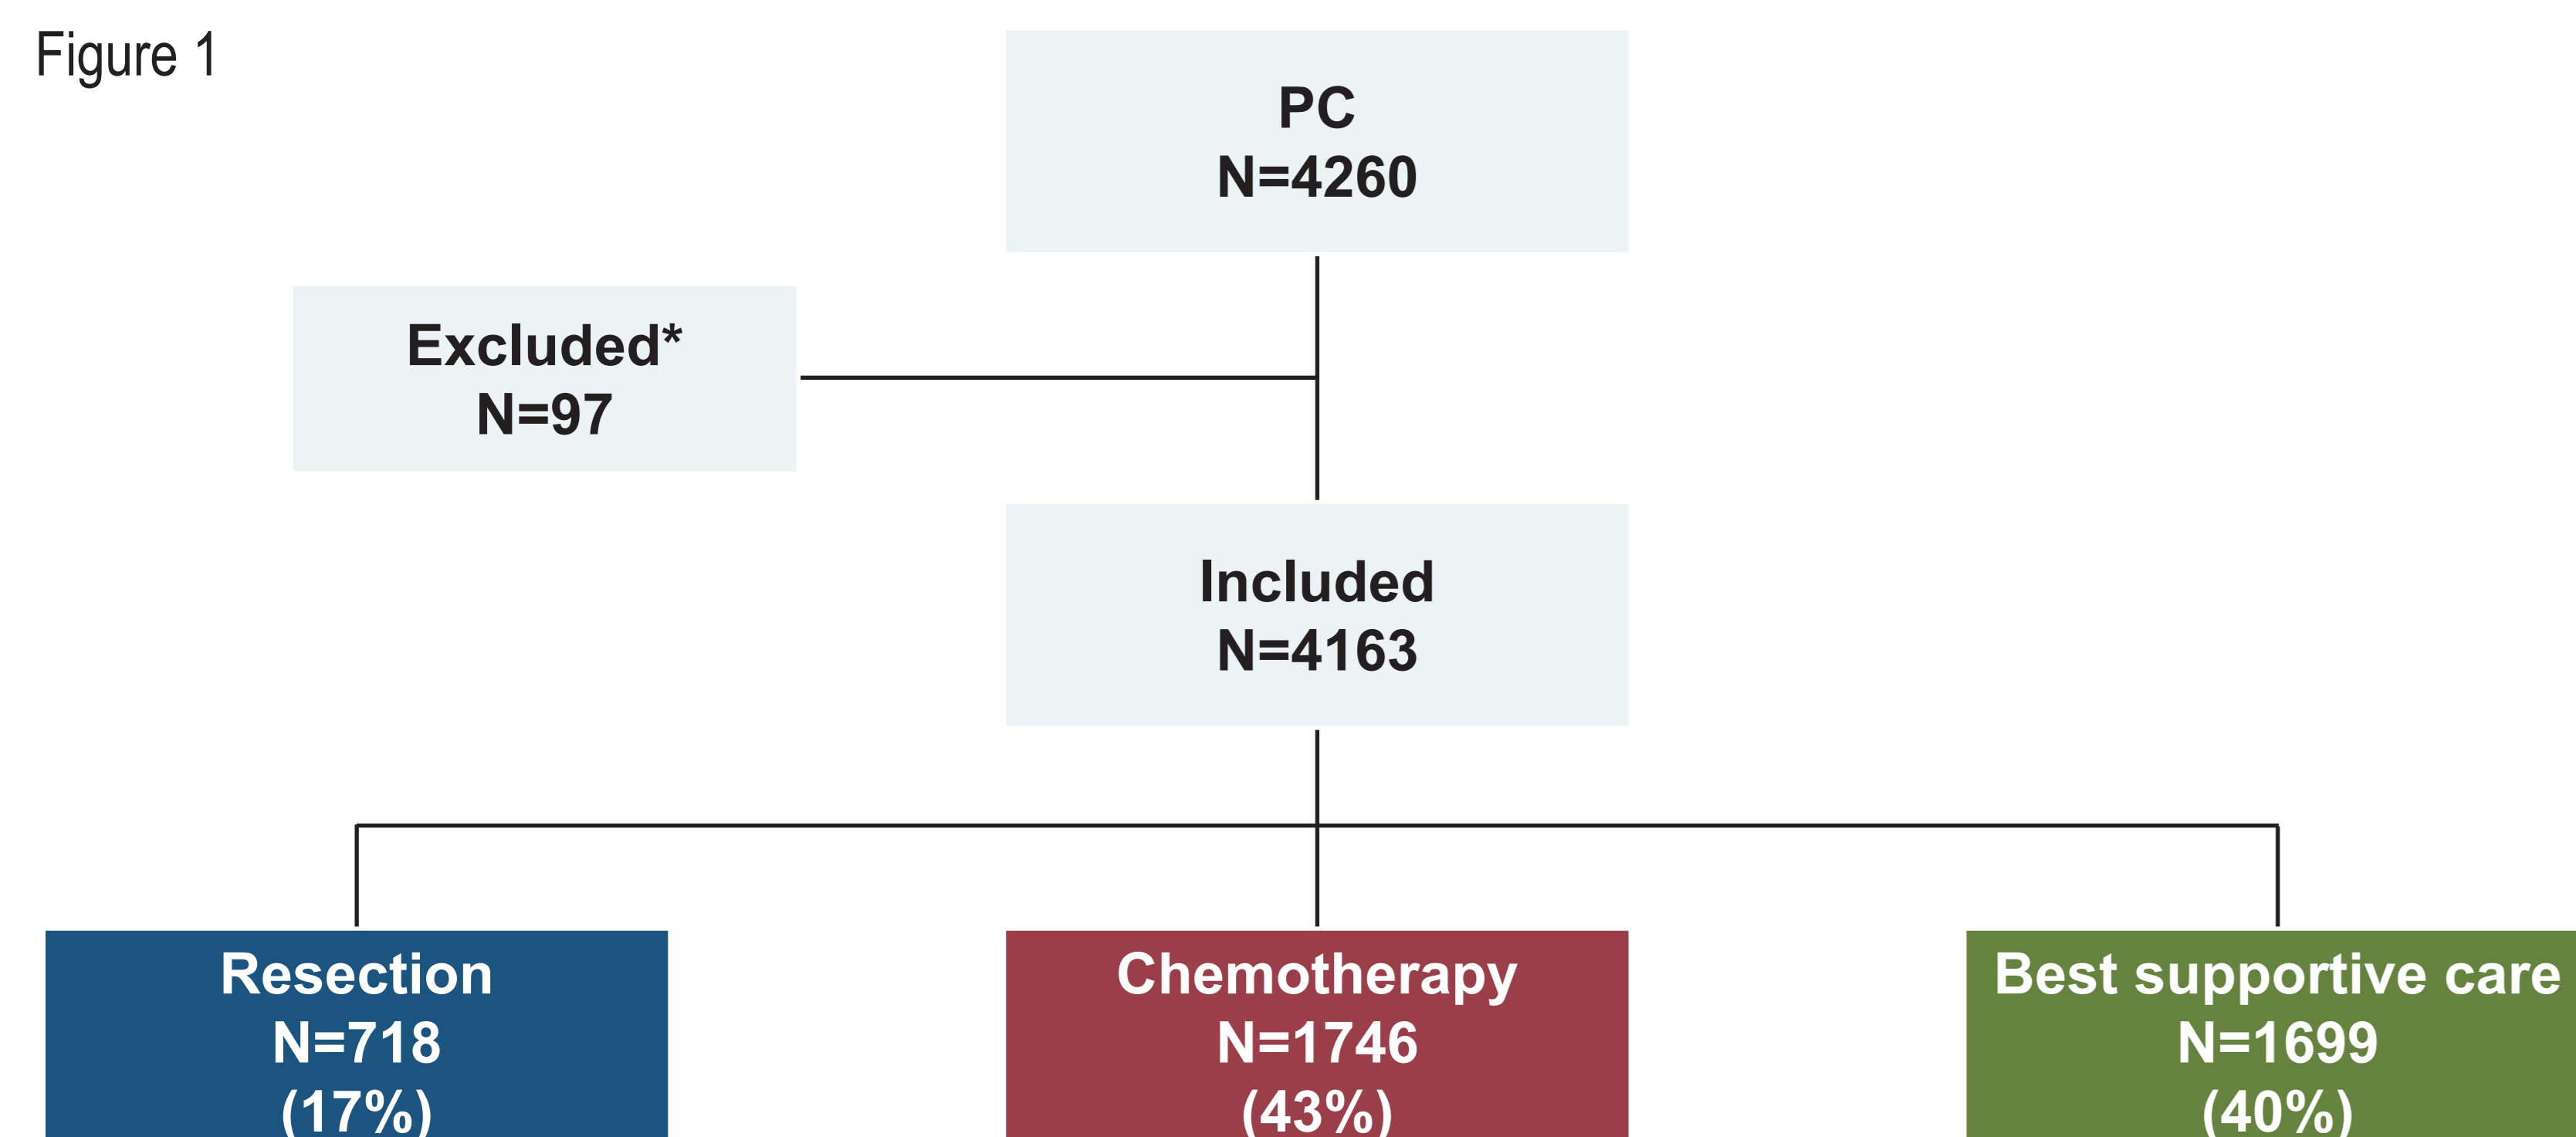 Figure 1
PC
N=4260
Excluded*
N=97
Included
N=4163
Resection
N=718
(17%)
Chemotherapy
N=1746
(43%)
Best supportive care
N=1699
(40%)